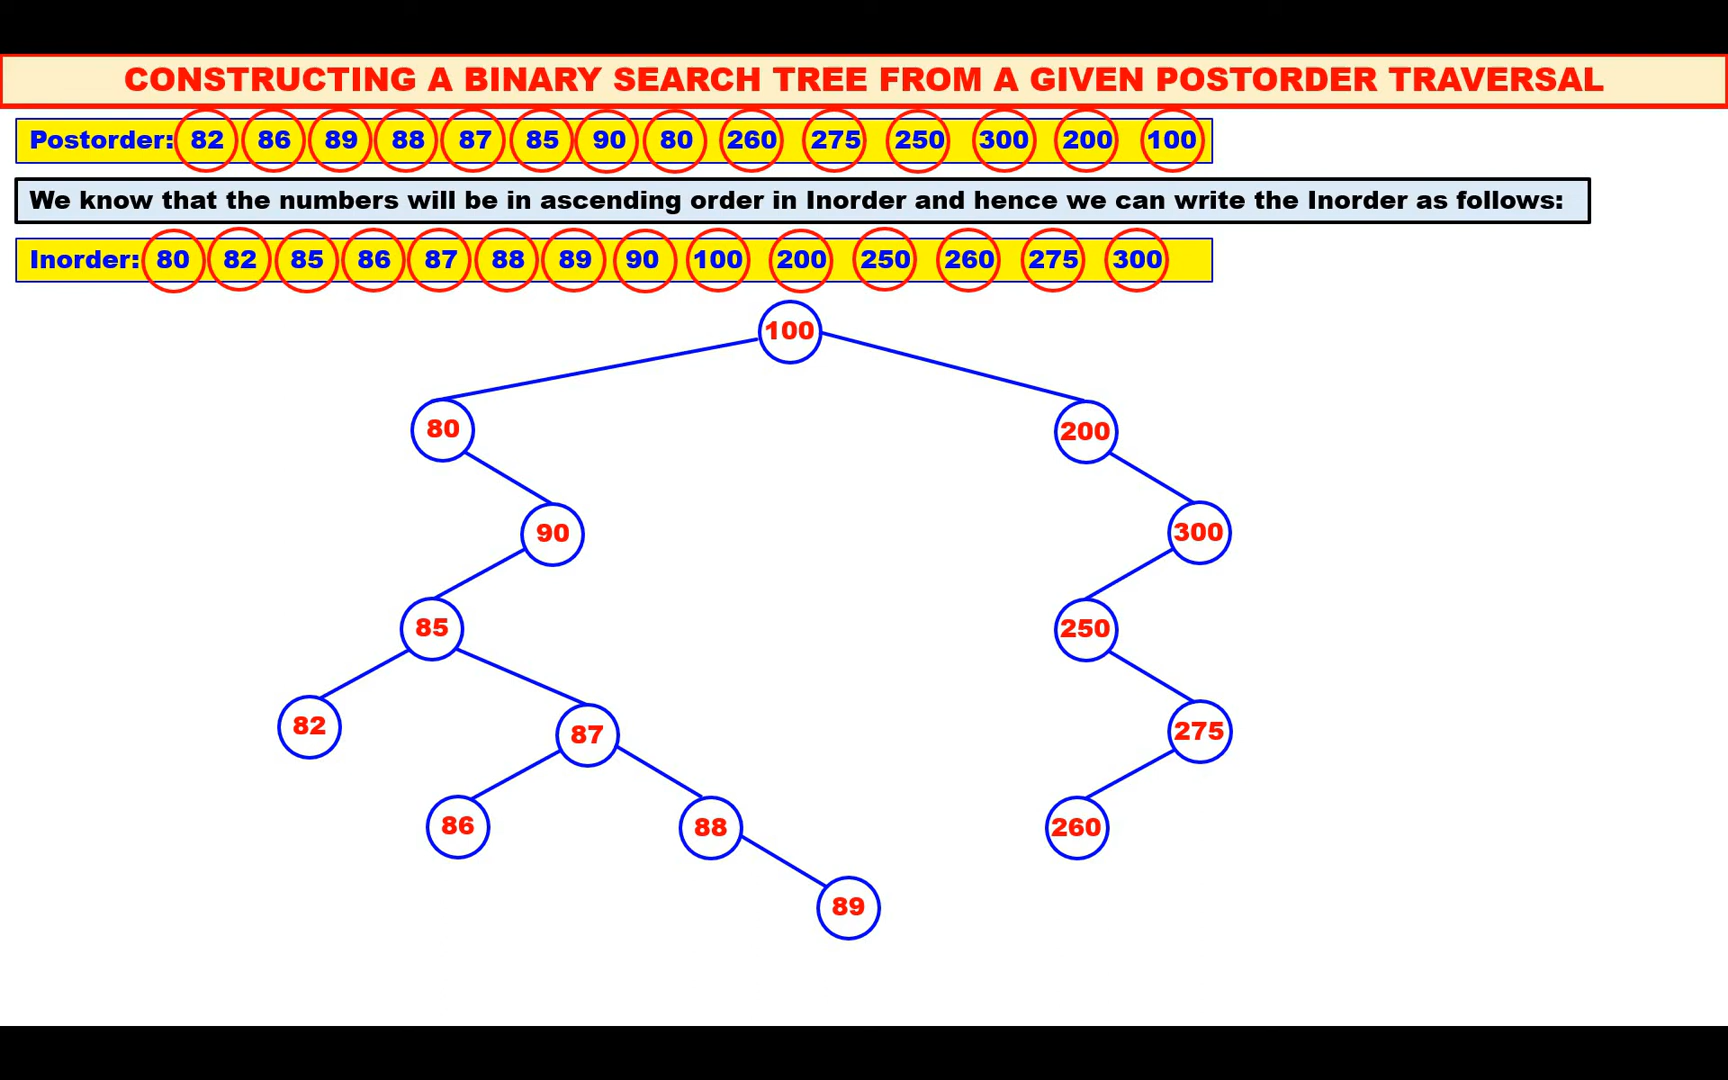 CONSTRUCTING A BINARY SEARCH TREE FROM A GIVEN POSTORDER TRAVERSAL
Postorder: 82 86 89 88 87 85 90 80 260 275 250 300 200 100
We know that the numbers will be in ascending order in Inorder and hence we can write the Inorder as follows:
Inorder: 80 82 85 86 87 88 89 90 100 200 250 260 275 300
100
80 200
90 300
85 250
82 87 275
86 88 260
89